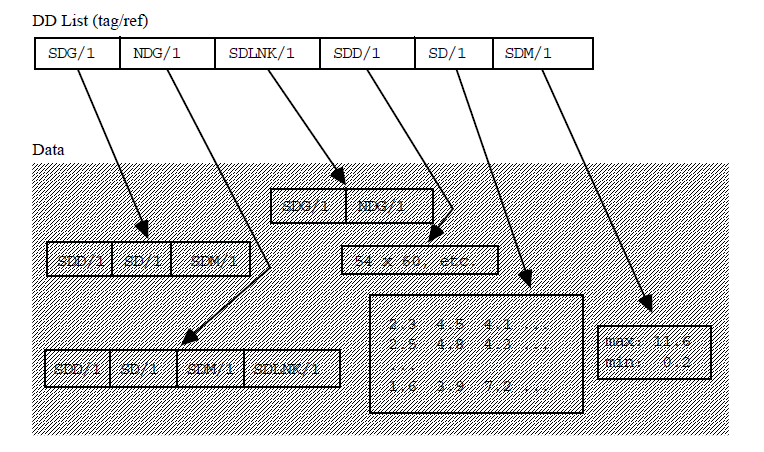 DD List (tag/ref)
SDG/1 NDG/1 SDLNK/1 SDD/1 SD/1 SDM/1
Data
SDG/1 NDG/1
SDD/1 SD/1 SDM/1
54 x 60, etc.
2.3 4.5 4.1 ...
2.5 4.8 4.3 ...
...
1.6 3.9 7.2 ...
max: 11.6
min: 0.2
SDD/1 SD/1 SDM/1 SDLNK/1